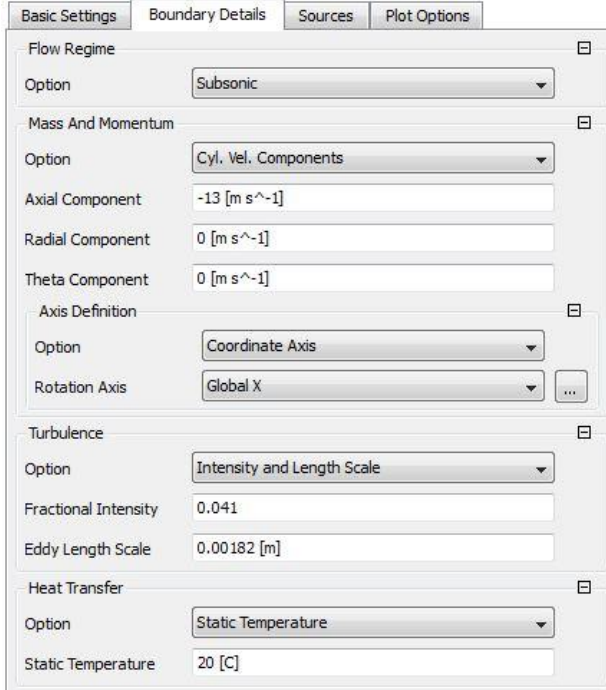 Basic Settings Boundary Details Sources Plot Options
Flow Regime
Option Subsonic
Mass And Momentum
Option Cyl. Vel. Components
Axial Component -13 [m s^-1]
Radial Component 0 [m s^-1]
Theta Component 0 [m s^-1]
Axis Definition
Option Coordinate Axis
Rotation Axis Global X ...
Turbulence
Option Intensity and Length Scale
Fractional Intensity 0.041
Eddy Length Scale 0.00182 [m]
Heat Transfer
Option Static Temperature
Static Temperature 20 [C]